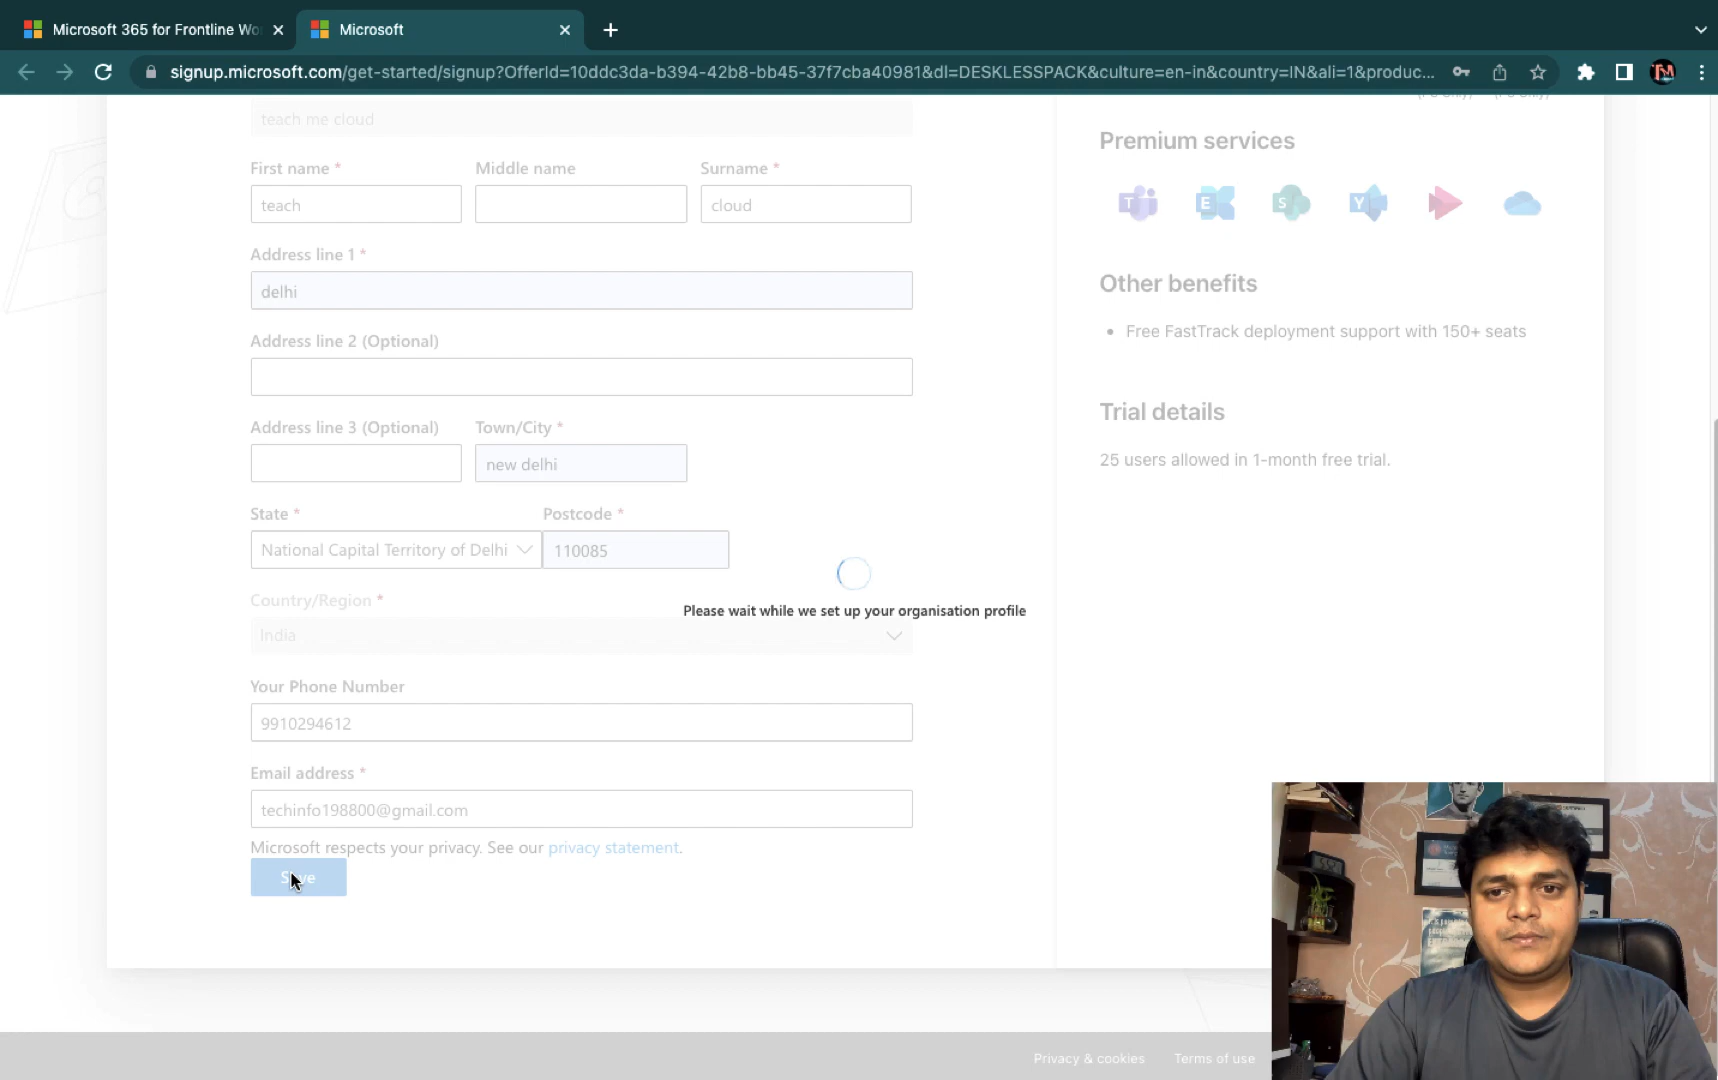 Microsoft 365 for Frontline Wo
Microsoft
signup.microsoft.com/get-started/signup?OfferId=10ddc3da-b394-42b8-bb45-37f7cba40981&dl=DESKLESSPACK&culture=en-in&country=IN&ali=1&produc...
teach me cloud
First name * Middle name Surname *
teach cloud
Address line 1 *
delhi
Address line 2 (Optional)
Address line 3 (Optional) Town/City *
new delhi
State * Postcode *
National Capital Territory of Delhi 110085
Country/Region *
India
Please wait while we set up your organisation profile
Your Phone Number
9910294612
Email address *
techinfo198800@gmail.com
Microsoft respects your privacy. See our privacy statement.
Save
Premium services
T E S Y
Other benefits
• Free FastTrack deployment support with 150+ seats
Trial details
25 users allowed in 1-month free trial.
Privacy & cookies Terms of use